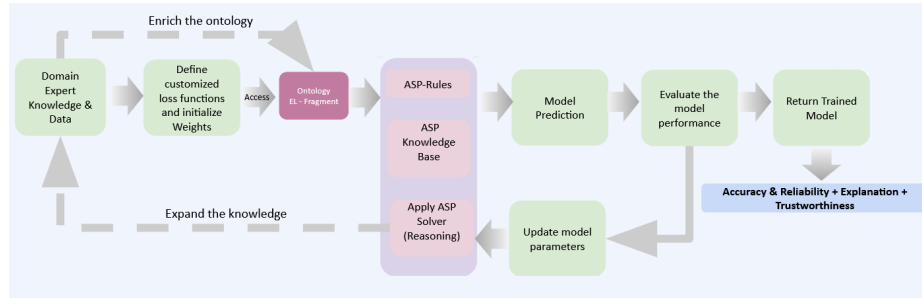 Enrich the ontology
Domain
Expert
Knowledge &
Data
Define
customized
loss functions
and initialize
Weights
Access
Ontology
EL - Fragment
ASP-Rules
ASP
Knowledge
Base
Apply ASP
Solver
(Reasoning)
Model
Prediction
Evaluate the
model
performance
Return Trained
Model
Accuracy & Reliability + Explanation +
Trustworthiness
Update model
parameters
Expand the knowledge